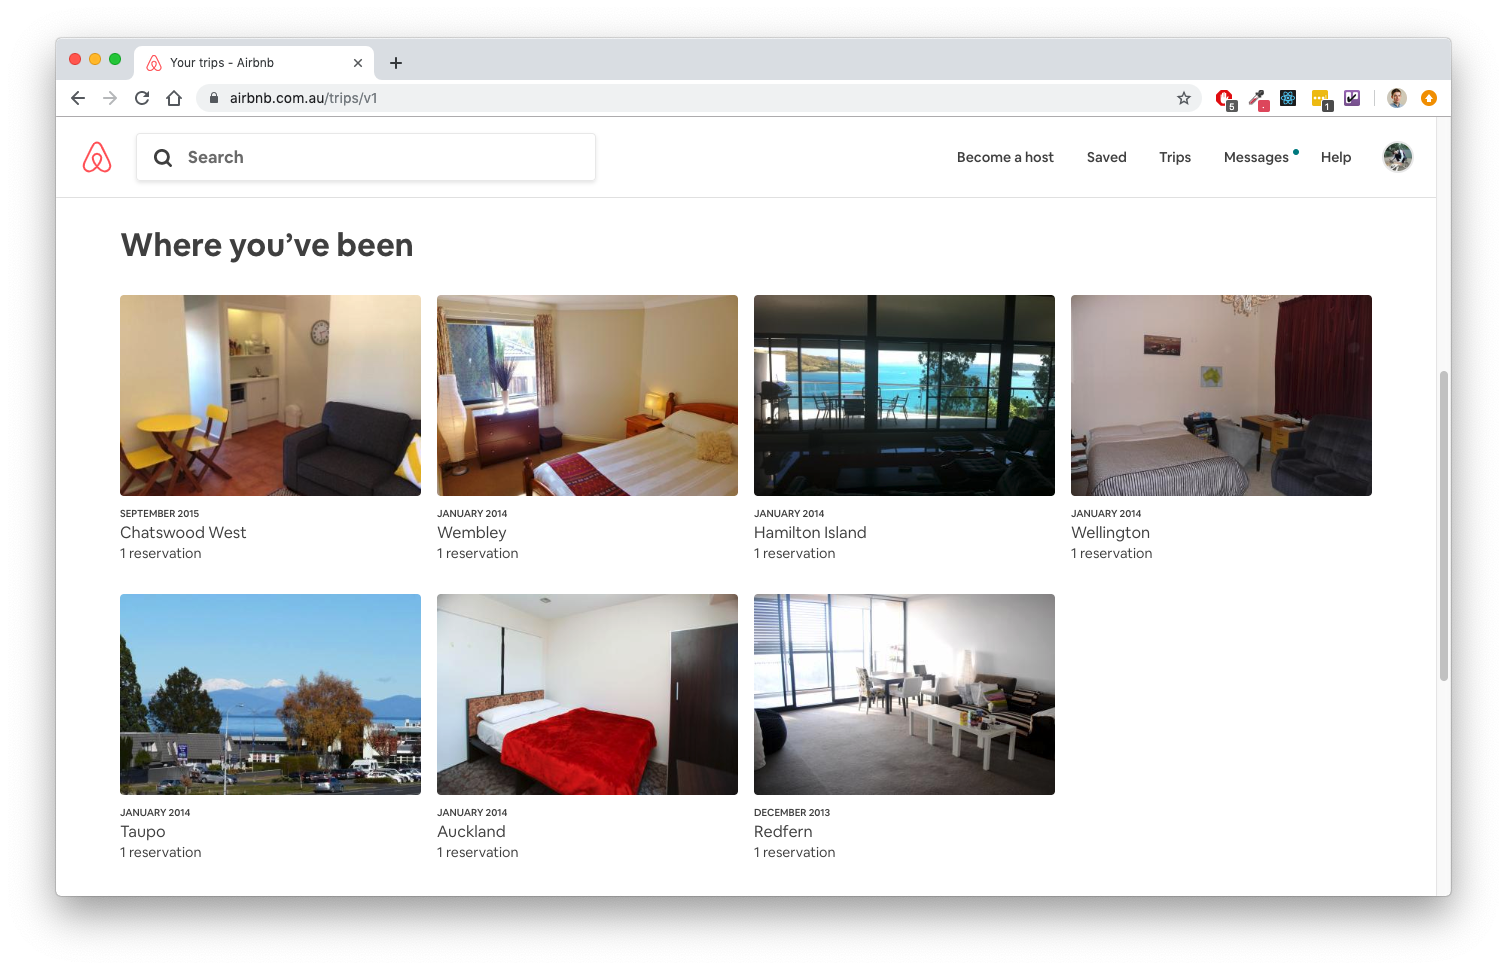 Your trips - Airbnb
airbnb.com.au/trips/v1
5
1
Search
Become a host
Saved
Trips
Messages
Help
Where you’ve been
SEPTEMBER 2015
Chatswood West
1 reservation
JANUARY 2014
Wembley
1 reservation
JANUARY 2014
Hamilton Island
1 reservation
JANUARY 2014
Wellington
1 reservation
JANUARY 2014
Taupo
1 reservation
JANUARY 2014
Auckland
1 reservation
DECEMBER 2013
Redfern
1 reservation